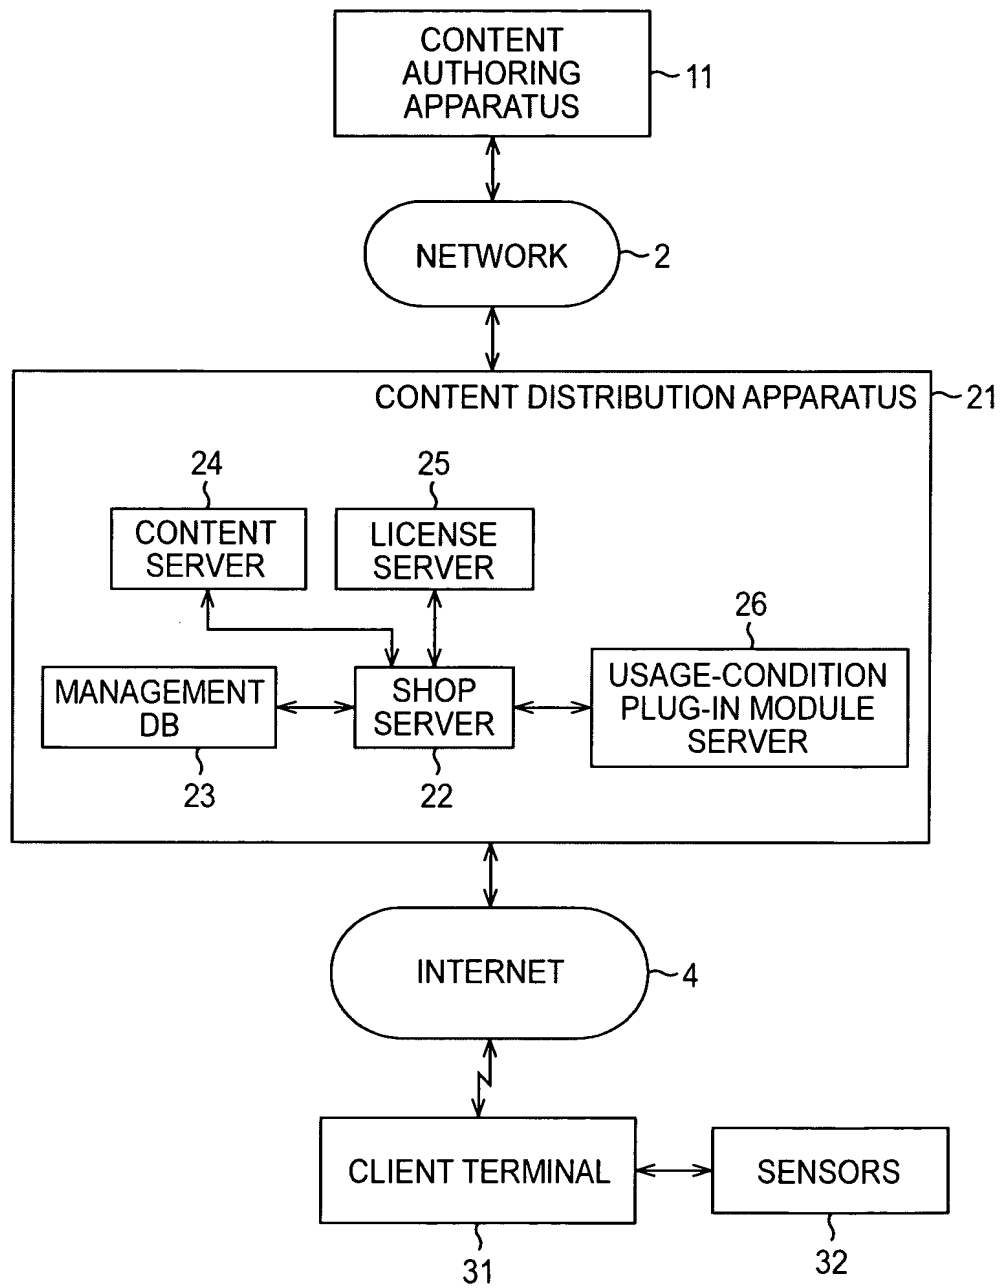 CONTENT
AUTHORING
APPARATUS
11
NETWORK
2
CONTENT DISTRIBUTION APPARATUS
21
24
25
CONTENT
SERVER
LICENSE
SERVER
26
MANAGEMENT
DB
SHOP
SERVER
USAGE-CONDITION
PLUG-IN MODULE
SERVER
23
22
INTERNET
4
CLIENT TERMINAL
SENSORS
31
32